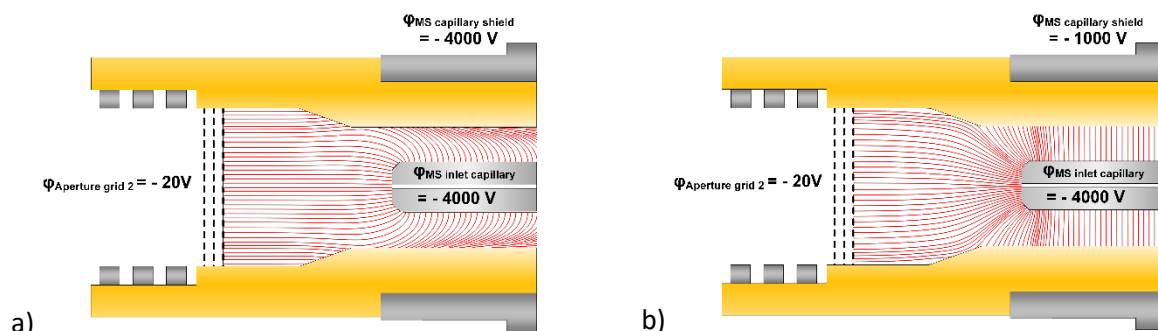 φMS capillary shield
= - 4000 V
φAperture grid 2 = - 20V
φMS inlet capillary
= - 4000 V
a)
φMS capillary shield
= - 1000 V
φAperture grid 2 = - 20V
φMS inlet capillary
= - 4000 V
b)